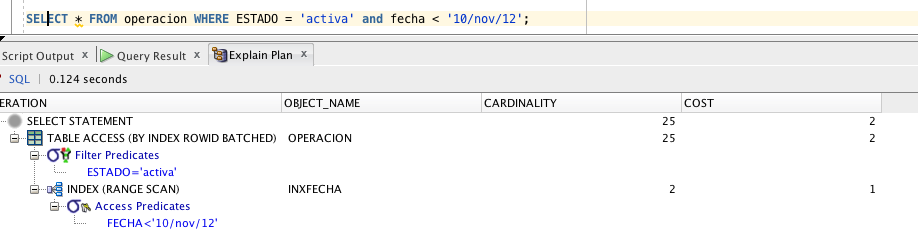 SELECT * FROM operacion WHERE ESTADO = 'activa' and fecha < '10/nov/12';
Script Output x Query Result x Explain Plan x
SQL | 0.124 seconds
ERATION OBJECT_NAME CARDINALITY COST
SELECT STATEMENT 25 2
TABLE ACCESS (BY INDEX ROWID BATCHED) OPERACION 25 2
Filter Predicates
ESTADO='activa'
INDEX (RANGE SCAN) INXFECHA 2 1
Access Predicates
FECHA<'10/nov/12'